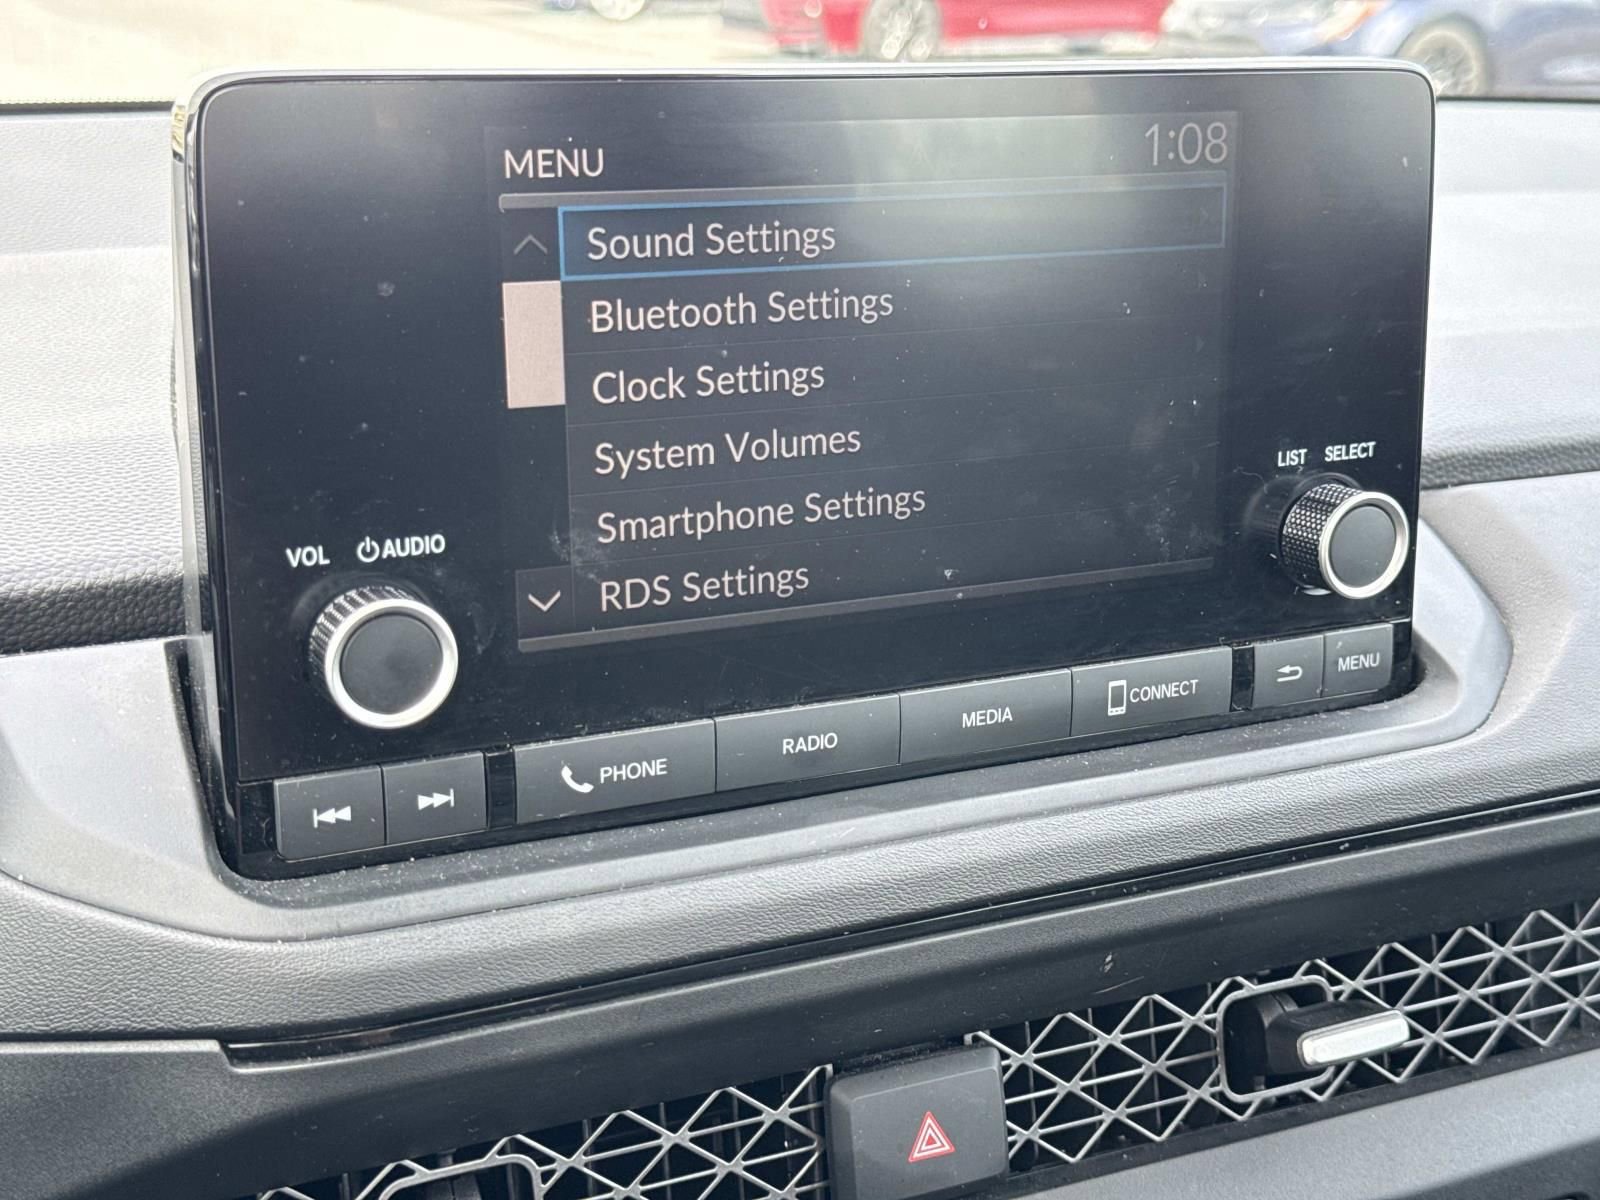 MENU 1:08
Sound Settings
Bluetooth Settings
Clock Settings
System Volumes
Smartphone Settings
RDS Settings
LIST SELECT
VOL AUDIO
PHONE
RADIO
MEDIA
CONNECT
MENU